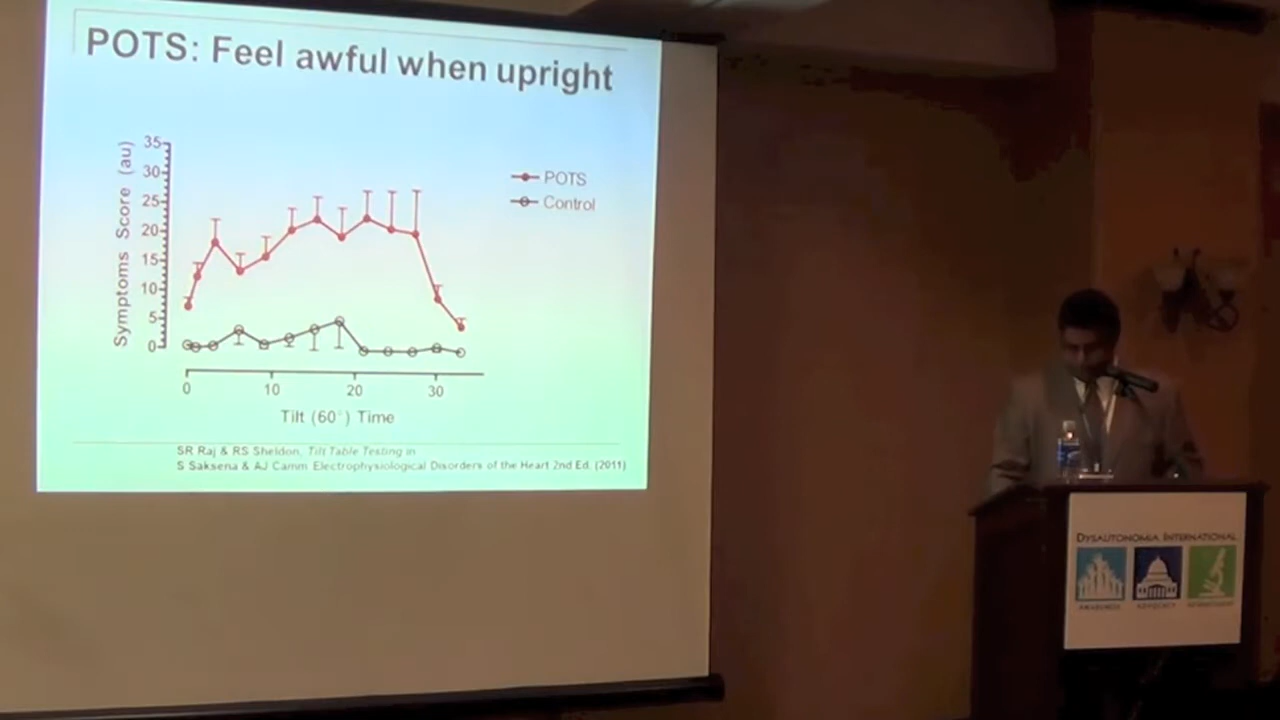 POTS: Feel awful when upright
Symptoms Score (au)
35
30
25
20
15
10
5
0
POTS
Control
0 10 20 30
Tilt (60°) Time
SR Raj & RS Sheldon, Tilt Table Testing in
S Saksena & AJ Camm Electrophysiological Disorders of the Heart 2nd Ed. (2011)
DYSAUTONOMIA INTERNATIONAL
AWARENESS ADVOCACY